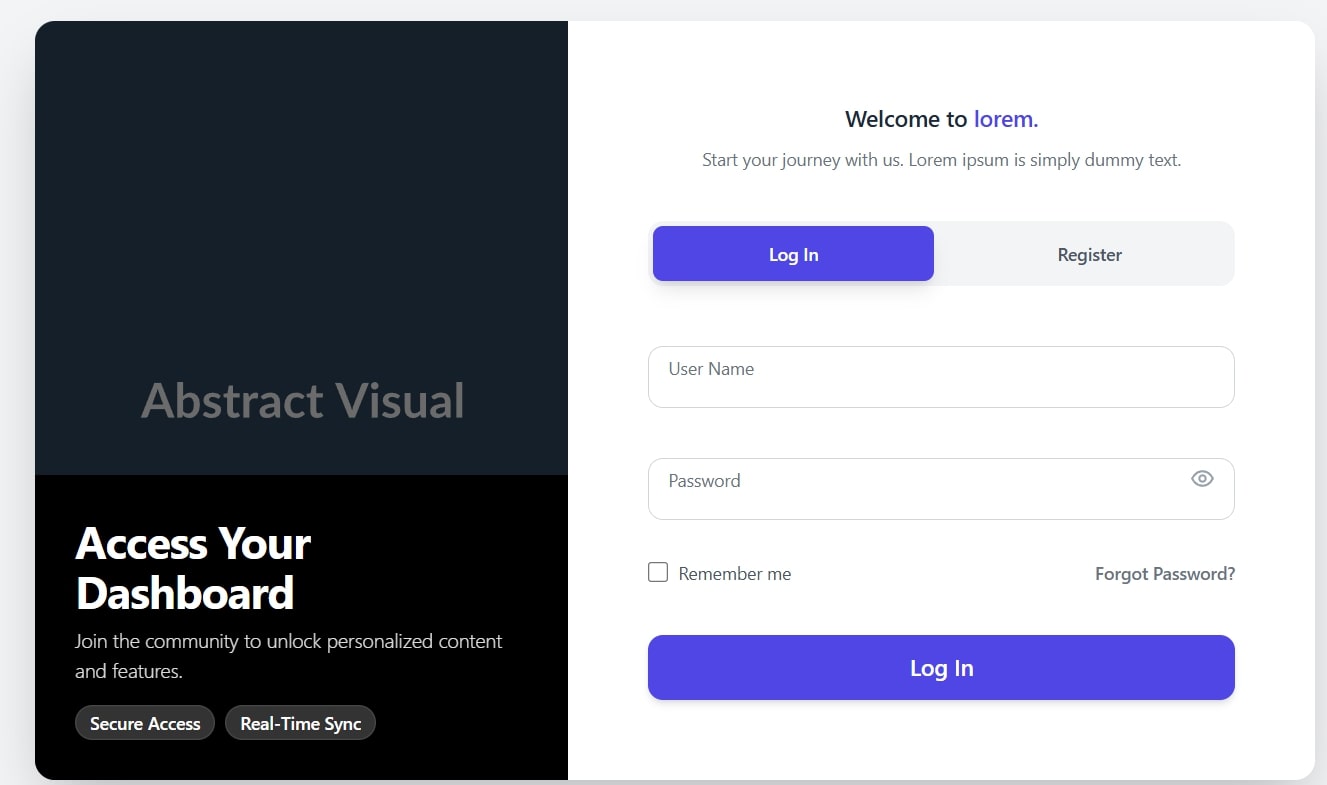 Abstract Visual
Access Your
Dashboard
Join the community to unlock personalized content
and features.
Secure Access
Real-Time Sync
Welcome to lorem.
Start your journey with us. Lorem ipsum is simply dummy text.
Log In
Register
User Name
Password
Remember me
Forgot Password?
Log In